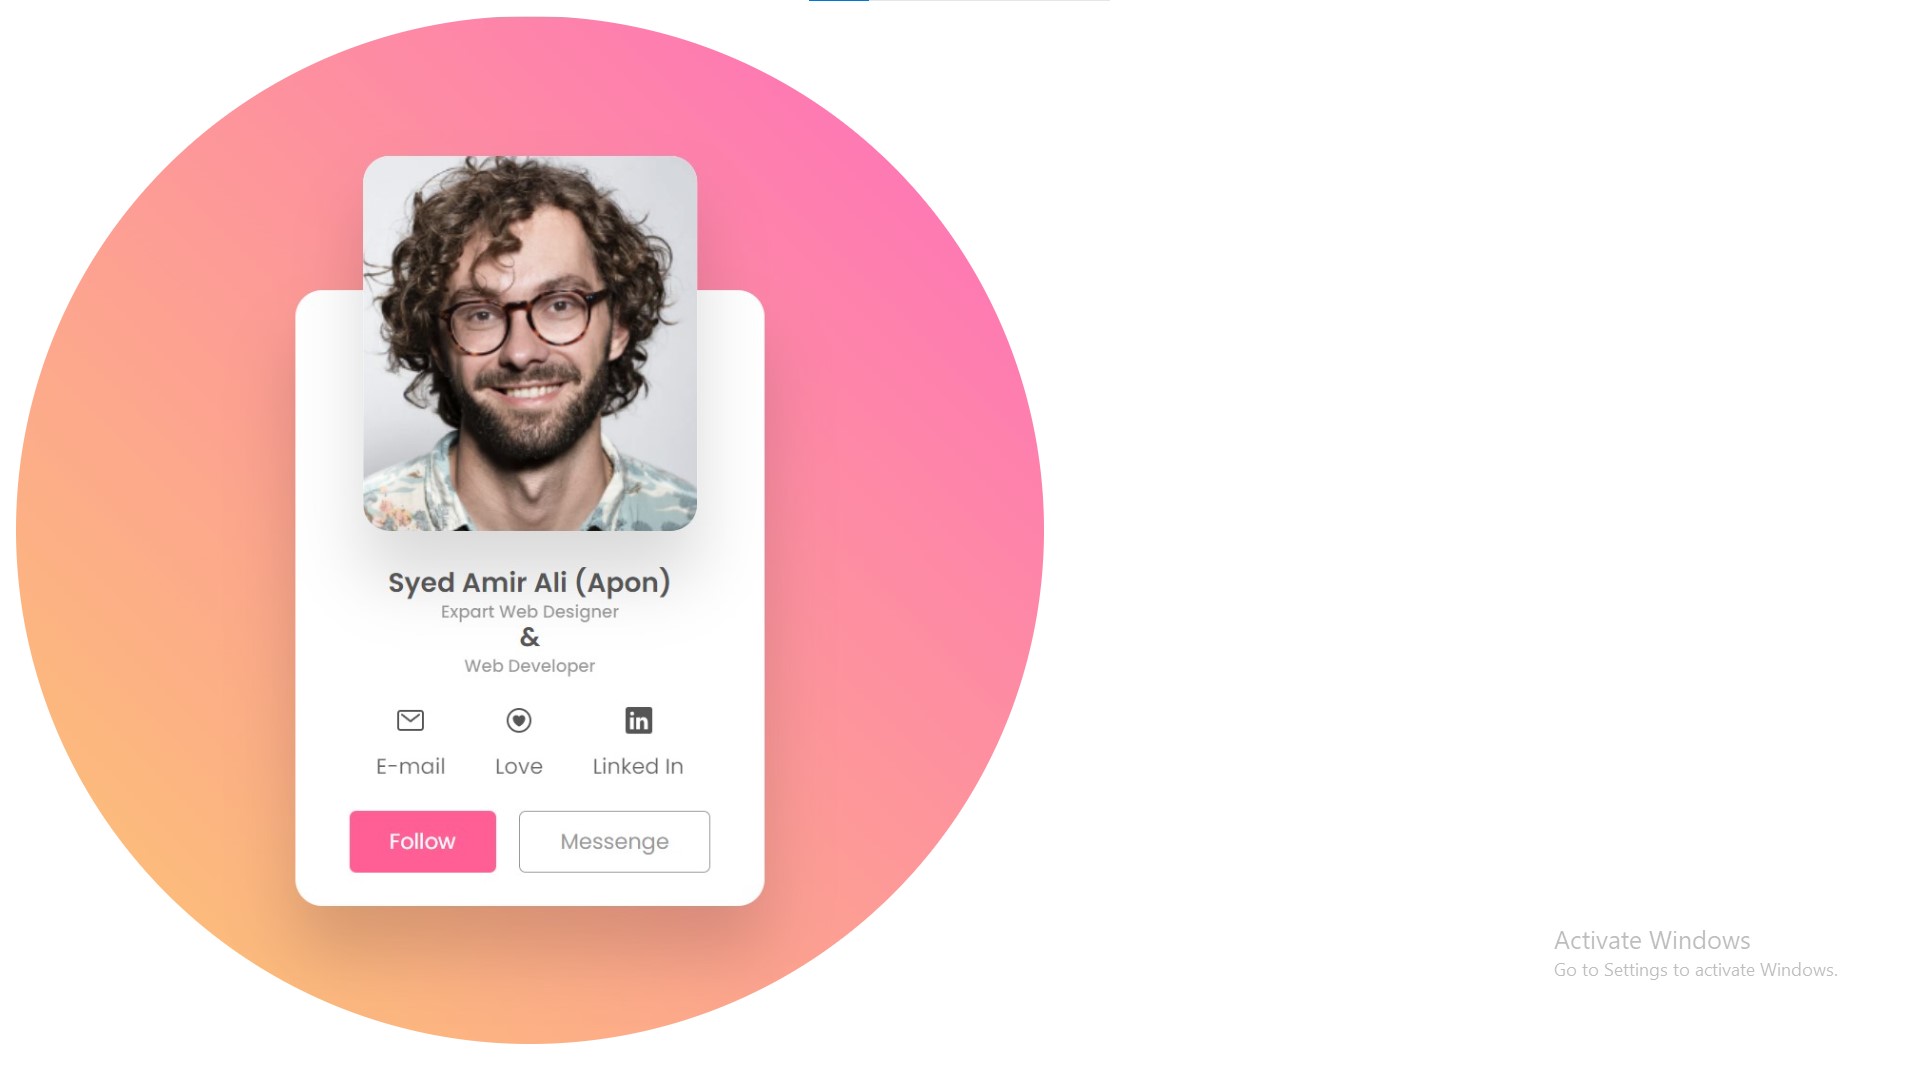 Syed Amir Ali (Apon)
Expart Web Designer
&
Web Developer
in
E-mail Love Linked In
Follow Messenge
Activate Windows
Go to Settings to activate Windows.